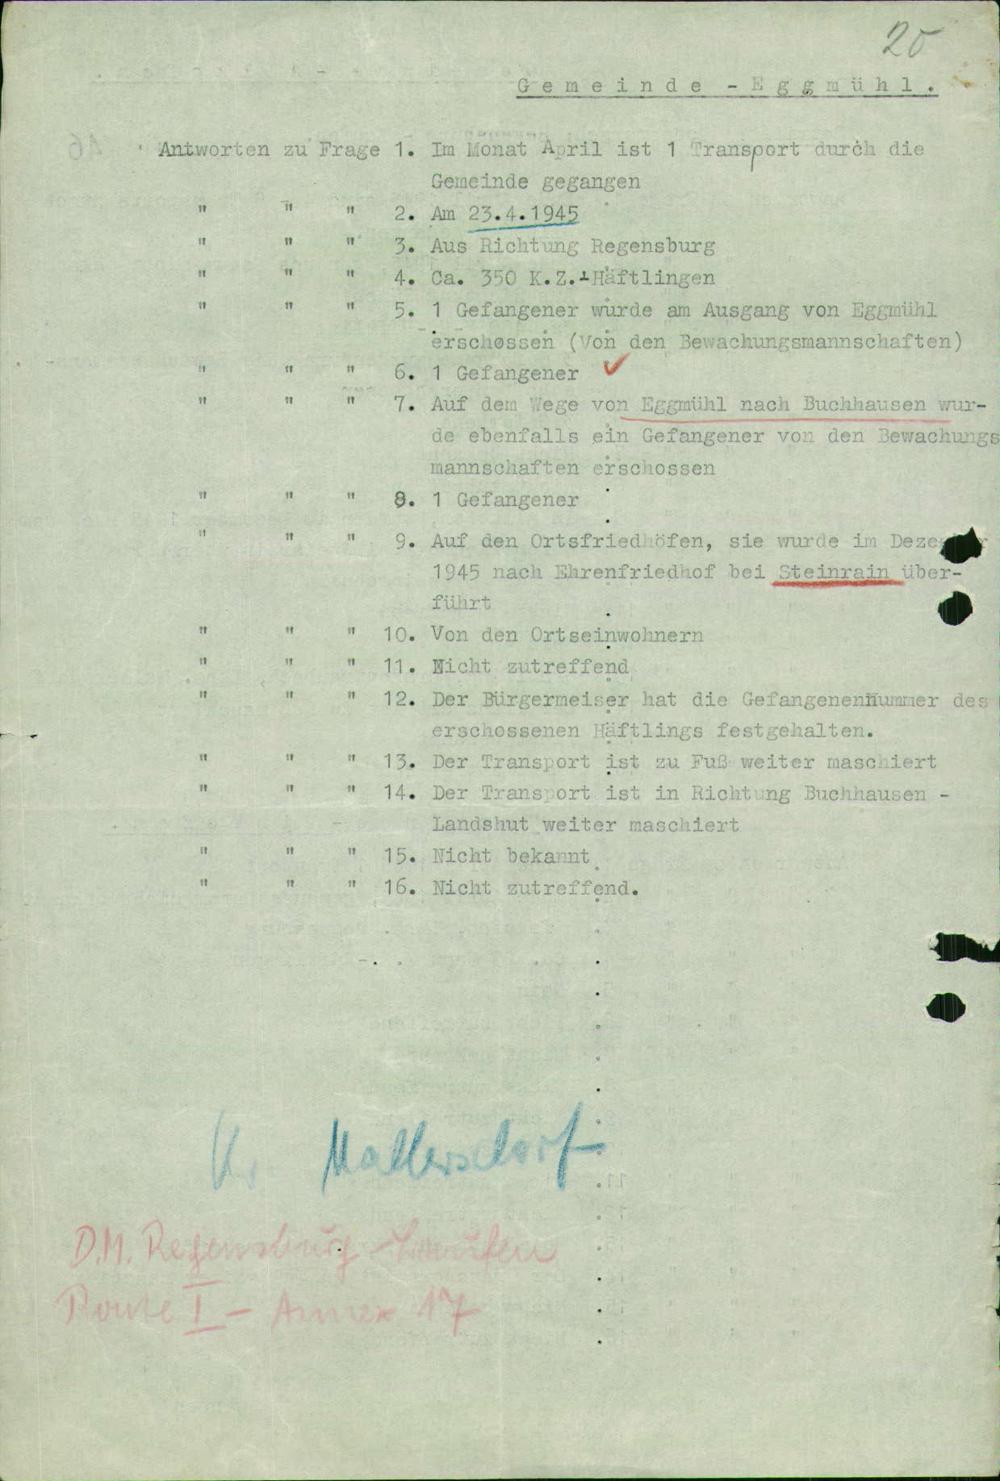 20
Gemeinde - Eggmühl.
Antworten zu Frage 1. Im Monat April ist 1 Transport durch die
Gemeinde gegangen
" " " 2. Am 23.4.1945
" " " 3. Aus Richtung Regensburg
" " " 4. Ca. 350 K.Z.-Häftlingen
" " " 5. 1 Gefangener wurde am Ausgang von Eggmühl
erschossen (Von den Bewachungsmannschaften)
" " " 6. 1 Gefangener
" " " 7. Auf dem Wege von Eggmühl nach Buchhausen wur-
de ebenfalls ein Gefangener von den Bewachungs
mannschaften erschossen
" " " 8. 1 Gefangener
" " " 9. Auf den Ortsfriedhöfen, sie wurde im
1945 nach Ehrenfriedhof bei Steinrain über-
führt
" " " 10. Von den Ortseinwohnern
" " " 11. Nicht zutreffend
" " " 12. Der Bürgermeiser hat die Gefangenennummer des
erschossenen Häftlings festgehalten.
" " " 13. Der Transport ist zu Fuß weiter maschiert
" " " 14. Der Transport ist in Richtung Buchhausen -
Landshut weiter maschiert
" " " 15. Nicht bekannt
" " " 16. Nicht zutreffend.
Kr. Mallersdorf
D.M. Regensburg - Laufen
Route I - Annex 17